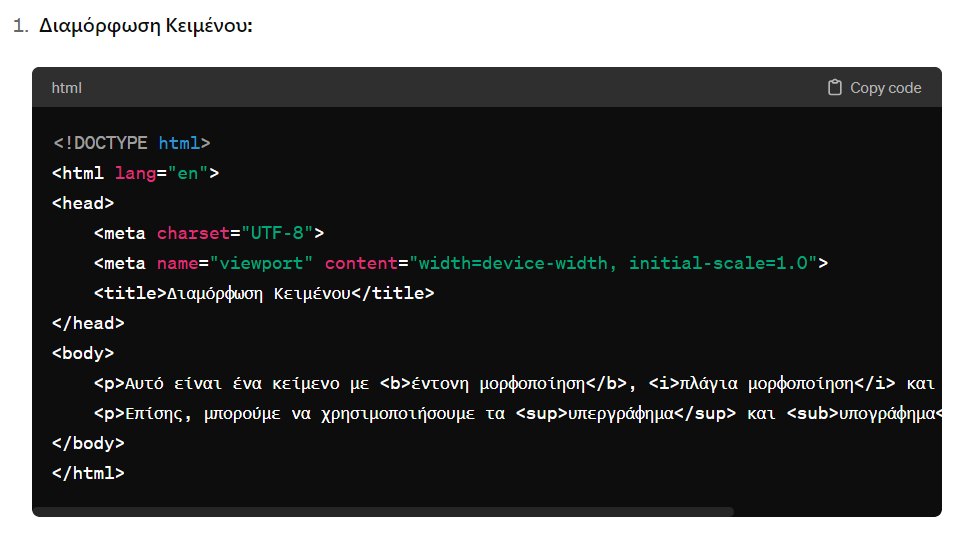 1. Διαμόρφωση Κειμένου:
html Copy code
<!DOCTYPE html>
<html lang="en">
<head>
    <meta charset="UTF-8">
    <meta name="viewport" content="width=device-width, initial-scale=1.0">
    <title>Διαμόρφωση Κειμένου</title>
</head>
<body>
    <p>Αυτό είναι ένα κείμενο με <b>έντονη μορφοποίηση</b>, <i>πλάγια μορφοποίηση</i> και
    <p>Επίσης, μπορούμε να χρησιμοποιήσουμε τα <sup>υπεργράφημα</sup> και <sub>υπογράφημα<
</body>
</html>